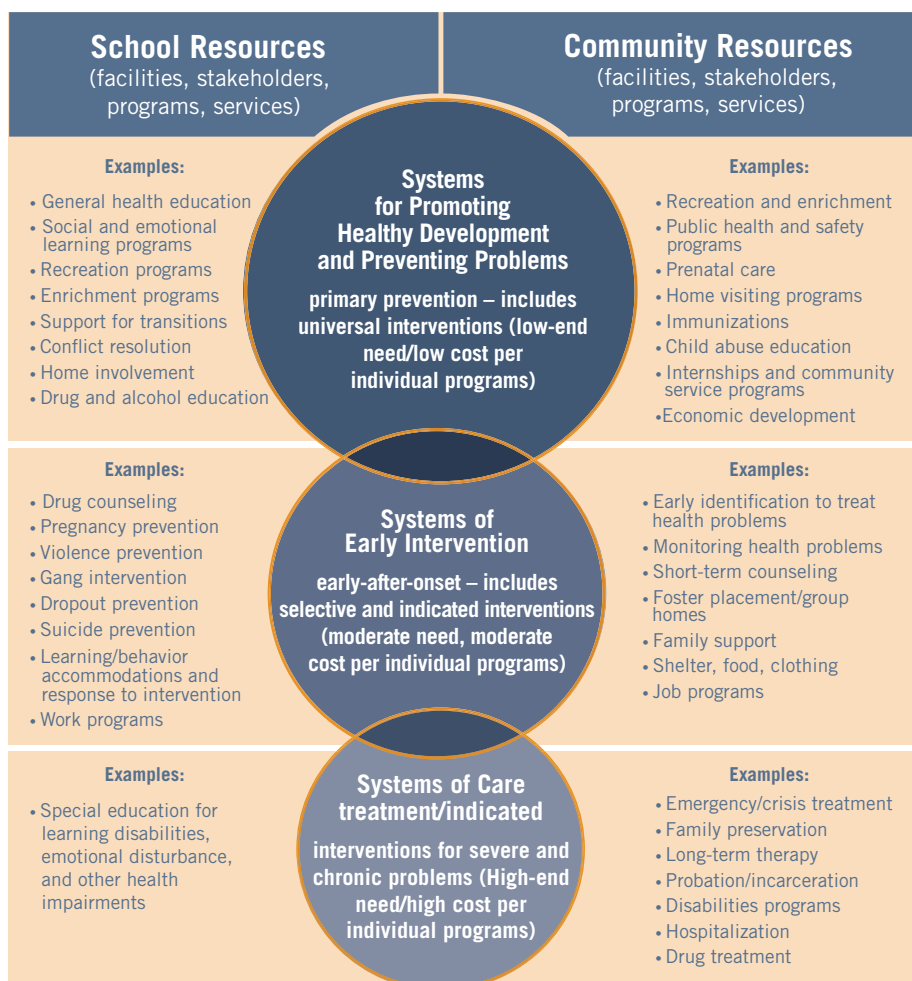 School Resources
(facilities, stakeholders,
programs, services)
Community Resources
(facilities, stakeholders,
programs, services)
Examples:
• General health education
• Social and emotional
learning programs
• Recreation programs
• Enrichment programs
• Support for transitions
• Conflict resolution
• Home involvement
• Drug and alcohol education
Systems
for Promoting
Healthy Development
and Preventing Problems
primary prevention – includes
universal interventions (low-end
need/low cost per
individual programs)
Examples:
• Recreation and enrichment
• Public health and safety
programs
• Prenatal care
• Home visiting programs
• Immunizations
• Child abuse education
• Internships and community
service programs
•Economic development
Examples:
• Drug counseling
• Pregnancy prevention
• Violence prevention
• Gang intervention
• Dropout prevention
• Suicide prevention
• Learning/behavior
accommodations and
response to intervention
• Work programs
Systems of
Early Intervention
early-after-onset – includes
selective and indicated interventions
(moderate need, moderate
cost per individual programs)
Examples:
• Early identification to treat
health problems
• Monitoring health problems
• Short-term counseling
• Foster placement/group
homes
• Family support
• Shelter, food, clothing
• Job programs
Examples:
• Special education for
learning disabilities,
emotional disturbance,
and other health
impairments
Systems of Care
treatment/indicated
interventions for severe and
chronic problems (High-end
need/high cost per
individual programs)
Examples:
• Emergency/crisis treatment
• Family preservation
• Long-term therapy
• Probation/incarceration
• Disabilities programs
• Hospitalization
• Drug treatment